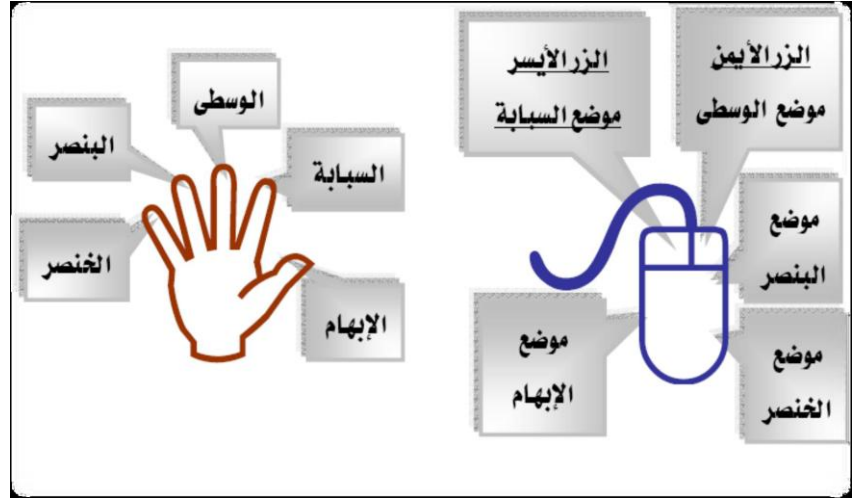 الزر الأيمن
موضع الوسطى
الزر الأيسر
موضع السبابة
موضع
البنصر
موضع
الخنصر
موضع
الإبهام
الوسطى
البنصر
السبابة
الخنصر
الإبهام